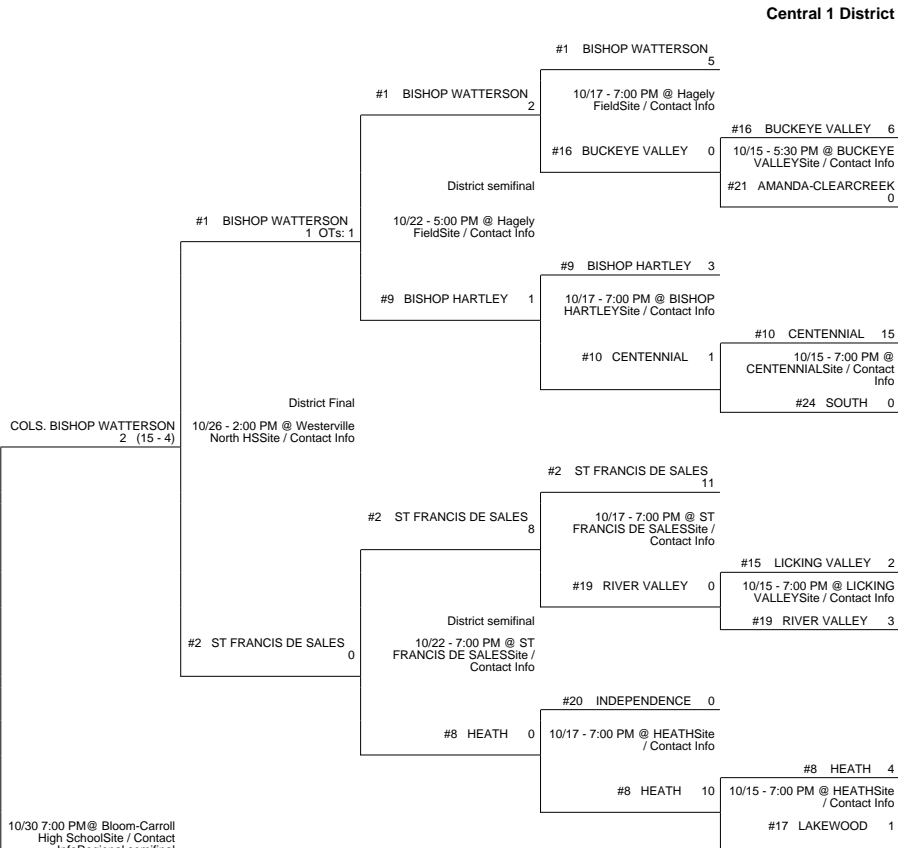 Central 1 District
#1 BISHOP WATTERSON
5
#1 BISHOP WATTERSON
2
10/17 - 7:00 PM @ Hagely
FieldSite / Contact Info
#16 BUCKEYE VALLEY 6
#16 BUCKEYE VALLEY 0
10/15 - 5:30 PM @ BUCKEYE
VALLEYSite / Contact Info
#21 AMANDA-CLEARCREEK
0
District semifinal
#1 BISHOP WATTERSON
1 OTs: 1
10/22 - 5:00 PM @ Hagely
FieldSite / Contact Info
#9 BISHOP HARTLEY 3
#9 BISHOP HARTLEY 1
10/17 - 7:00 PM @ BISHOP
HARTLEYSite / Contact Info
#10 CENTENNIAL 15
#10 CENTENNIAL 1
10/15 - 7:00 PM @
CENTENNIALSite / Contact
Info
#24 SOUTH 0
District Final
COLS. BISHOP WATTERSON
2 (15 - 4)
10/26 - 2:00 PM @ Westerville
North HSSite / Contact Info
#2 ST FRANCIS DE SALES
11
#2 ST FRANCIS DE SALES
8
10/17 - 7:00 PM @ ST
FRANCIS DE SALESSite /
Contact Info
#15 LICKING VALLEY 2
#19 RIVER VALLEY 0
10/15 - 7:00 PM @ LICKING
VALLEYSite / Contact Info
#19 RIVER VALLEY 3
District semifinal
#2 ST FRANCIS DE SALES
0
10/22 - 7:00 PM @ ST
FRANCIS DE SALESSite /
Contact Info
#20 INDEPENDENCE 0
#8 HEATH 0
10/17 - 7:00 PM @ HEATHSite
/ Contact Info
#8 HEATH 4
#8 HEATH 10
10/15 - 7:00 PM @ HEATHSite
/ Contact Info
#17 LAKEWOOD 1
10/30 7:00 PM@ Bloom-Carroll
High SchoolSite / Contact
InfoRegional semifinal